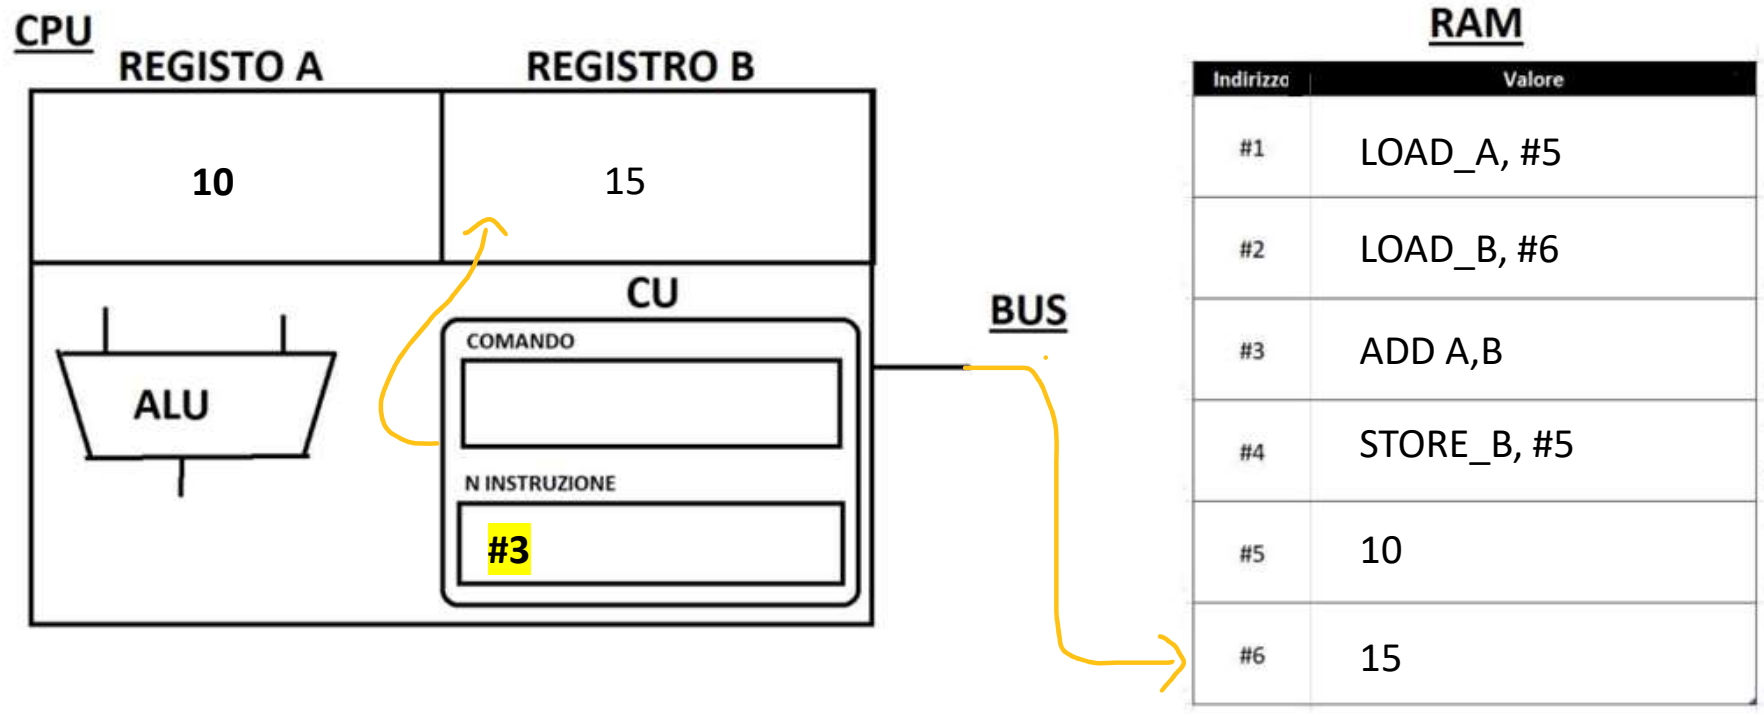 CPU
REGISTO A
REGISTRO B
10
15
ALU
CU
COMANDO
N INSTRUZIONE
#3
BUS
RAM
Indirizzo Valore
#1 LOAD_A, #5
#2 LOAD_B, #6
#3 ADD A,B
#4 STORE_B, #5
#5 10
#6 15